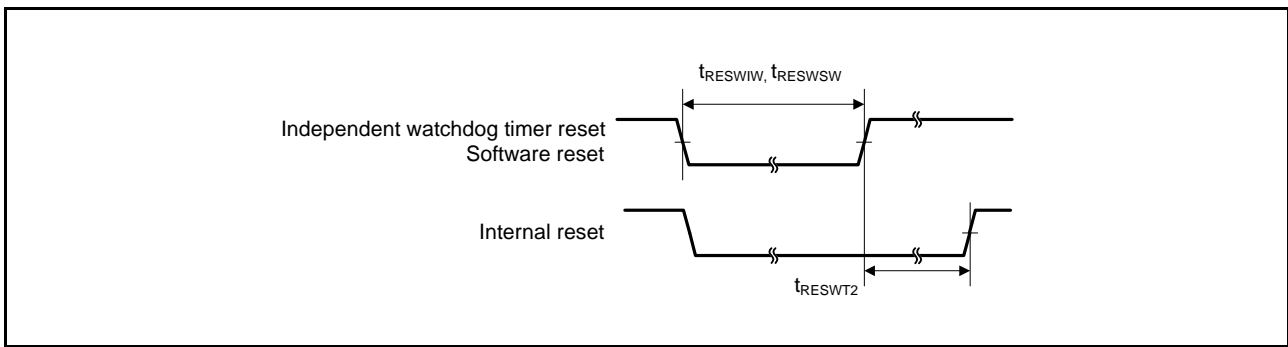 tRESWIW, tRESWSW
Independent watchdog timer reset
Software reset
Internal reset
tRESWT2